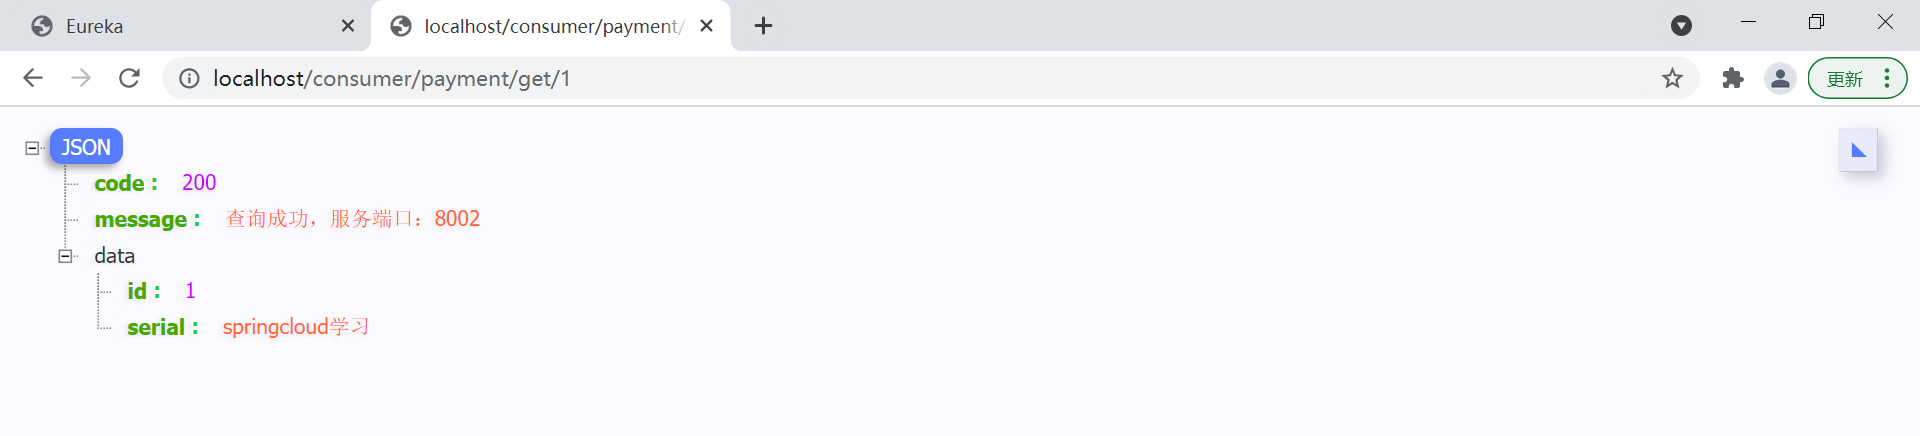 Eureka
localhost/consumer/payment/
localhost/consumer/payment/get/1
更新
JSON
code : 200
message : 查询成功，服务端口：8002
data
id : 1
serial : springcloud学习